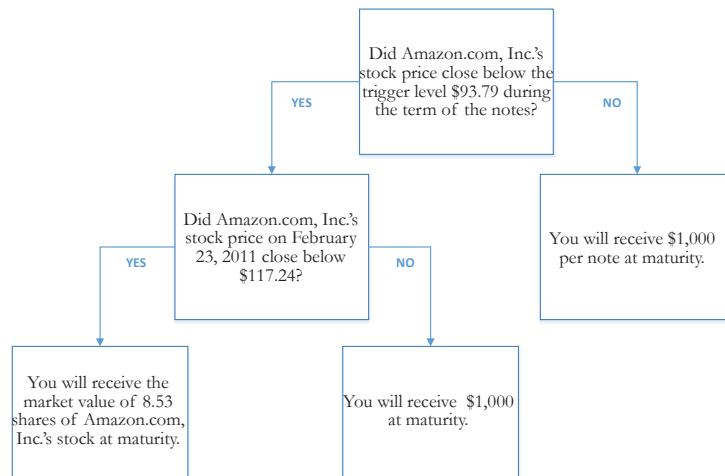 Did Amazon.com, Inc.'s
stock price close below the
trigger level $93.79 during
the term of the notes?
YES
NO
Did Amazon.com, Inc.'s
stock price on February
23, 2011 close below
$117.24?
You will receive $1,000
per note at maturity.
YES
NO
You will receive the
market value of 8.53
shares of Amazon.com,
Inc.'s stock at maturity.
You will receive $1,000
at maturity.